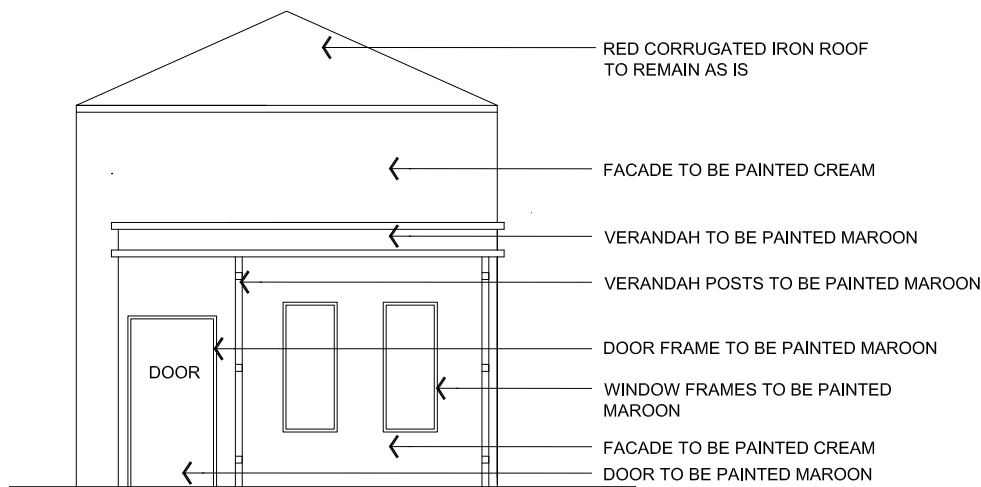 RED CORRUGATED IRON ROOF
TO REMAIN AS IS
FACADE TO BE PAINTED CREAM
VERANDAH TO BE PAINTED MAROON
VERANDAH POSTS TO BE PAINTED MAROON
DOOR FRAME TO BE PAINTED MAROON
DOOR
WINDOW FRAMES TO BE PAINTED
MAROON
FACADE TO BE PAINTED CREAM
DOOR TO BE PAINTED MAROON